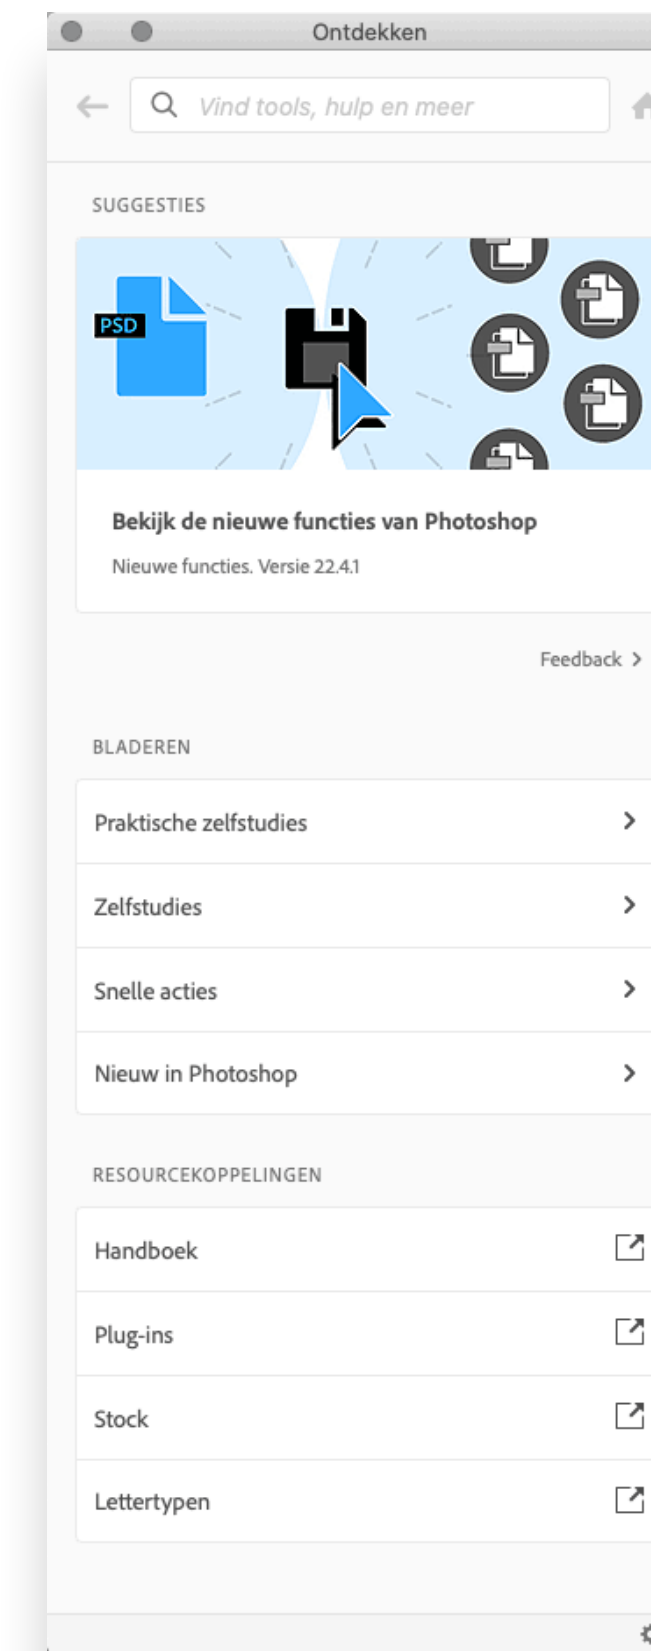 Ontdekken
Vind tools, hulp en meer
SUGGESTIES
PSD
Bekijk de nieuwe functies van Photoshop
Nieuwe functies. Versie 22.4.1
Feedback
BLADEREN
Praktische zelfstudies
Zelfstudies
Snelle acties
Nieuw in Photoshop
RESOURCEKOPPELINGEN
Handboek
Plug-ins
Stock
Lettertypen